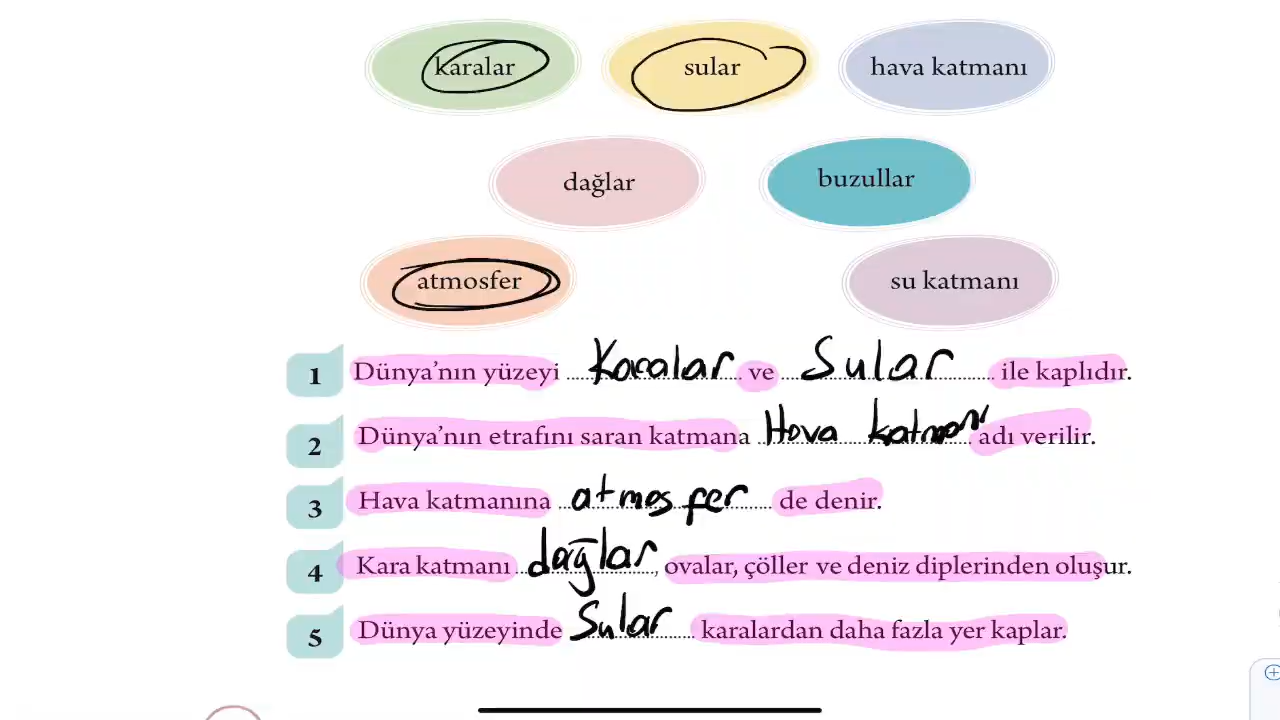 karalar sular hava katmanı
dağlar buzullar
atmosfer su katmanı
1 Dünya'nın yüzeyi Karalar ve Sular ile kaplıdır.
2 Dünya'nın etrafını saran katmana Hava katmanı adı verilir.
3 Hava katmanına atmosfer de denir.
4 Kara katmanı dağlar, ovalar, çöller ve deniz diplerinden oluşur.
5 Dünya yüzeyinde Sular karalardan daha fazla yer kaplar.